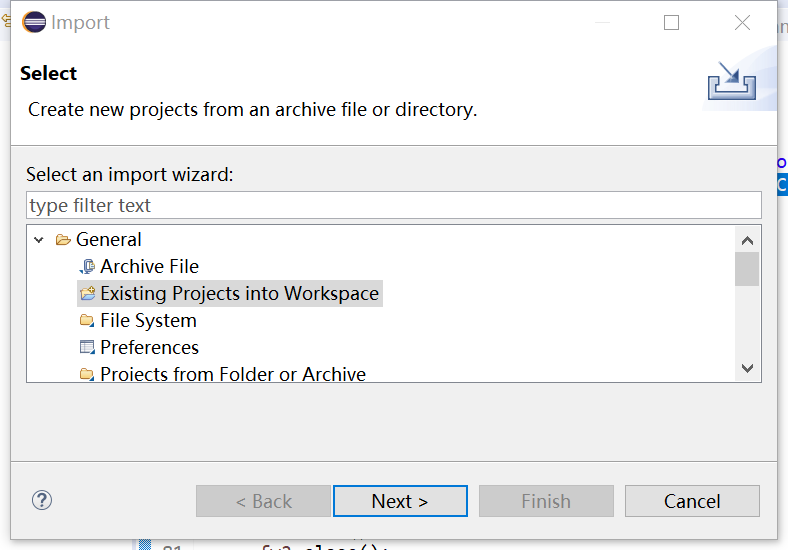 Import
Select
Create new projects from an archive file or directory.
Select an import wizard:
type filter text
General
Archive File
Existing Projects into Workspace
File System
Preferences
Projects from Folder or Archive
< Back
Next >
Finish
Cancel